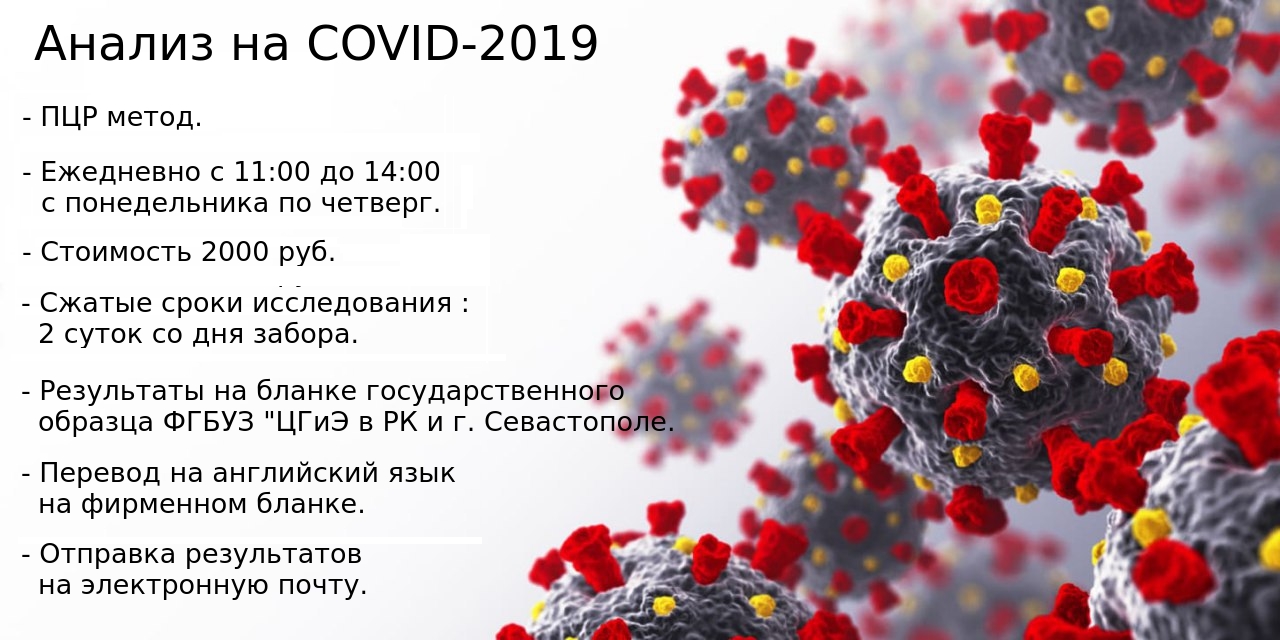 Анализ на COVID-2019
- ПЦР метод.
- Ежедневно с 11:00 до 14:00
с понедельника по четверг.
- Стоимость 2000 руб.
- Сжатые сроки исследования :
2 суток со дня забора.
- Результаты на бланке государственного
образца ФГБУЗ "ЦГиЭ в РК и г. Севастополе.
- Перевод на английский язык
на фирменном бланке.
- Отправка результатов
на электронную почту.